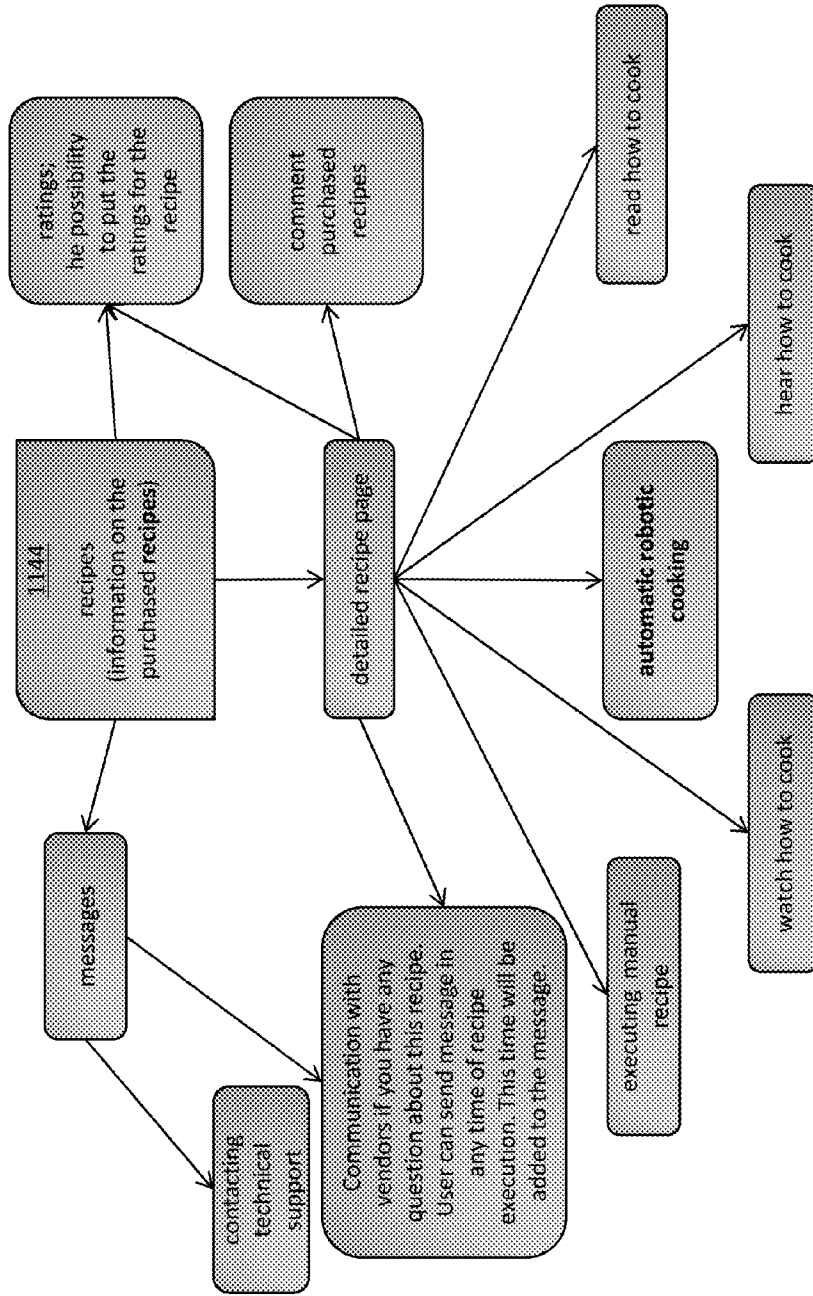 1144
recipes
(information on the
purchased recipes)
messages
ratings;
he possibility
to put the
ratings for the
recipe
contacting
technical
support
comment
purchased
recipes
detailed recipe page
Communication with
vendors if you have any
question about this recipe.
User can send message in
any time of recipe
execution. This time will be
added to the message
executing manual
recipe
automatic robotic
cooking
read how to cook
watch how to cook
hear how to cook